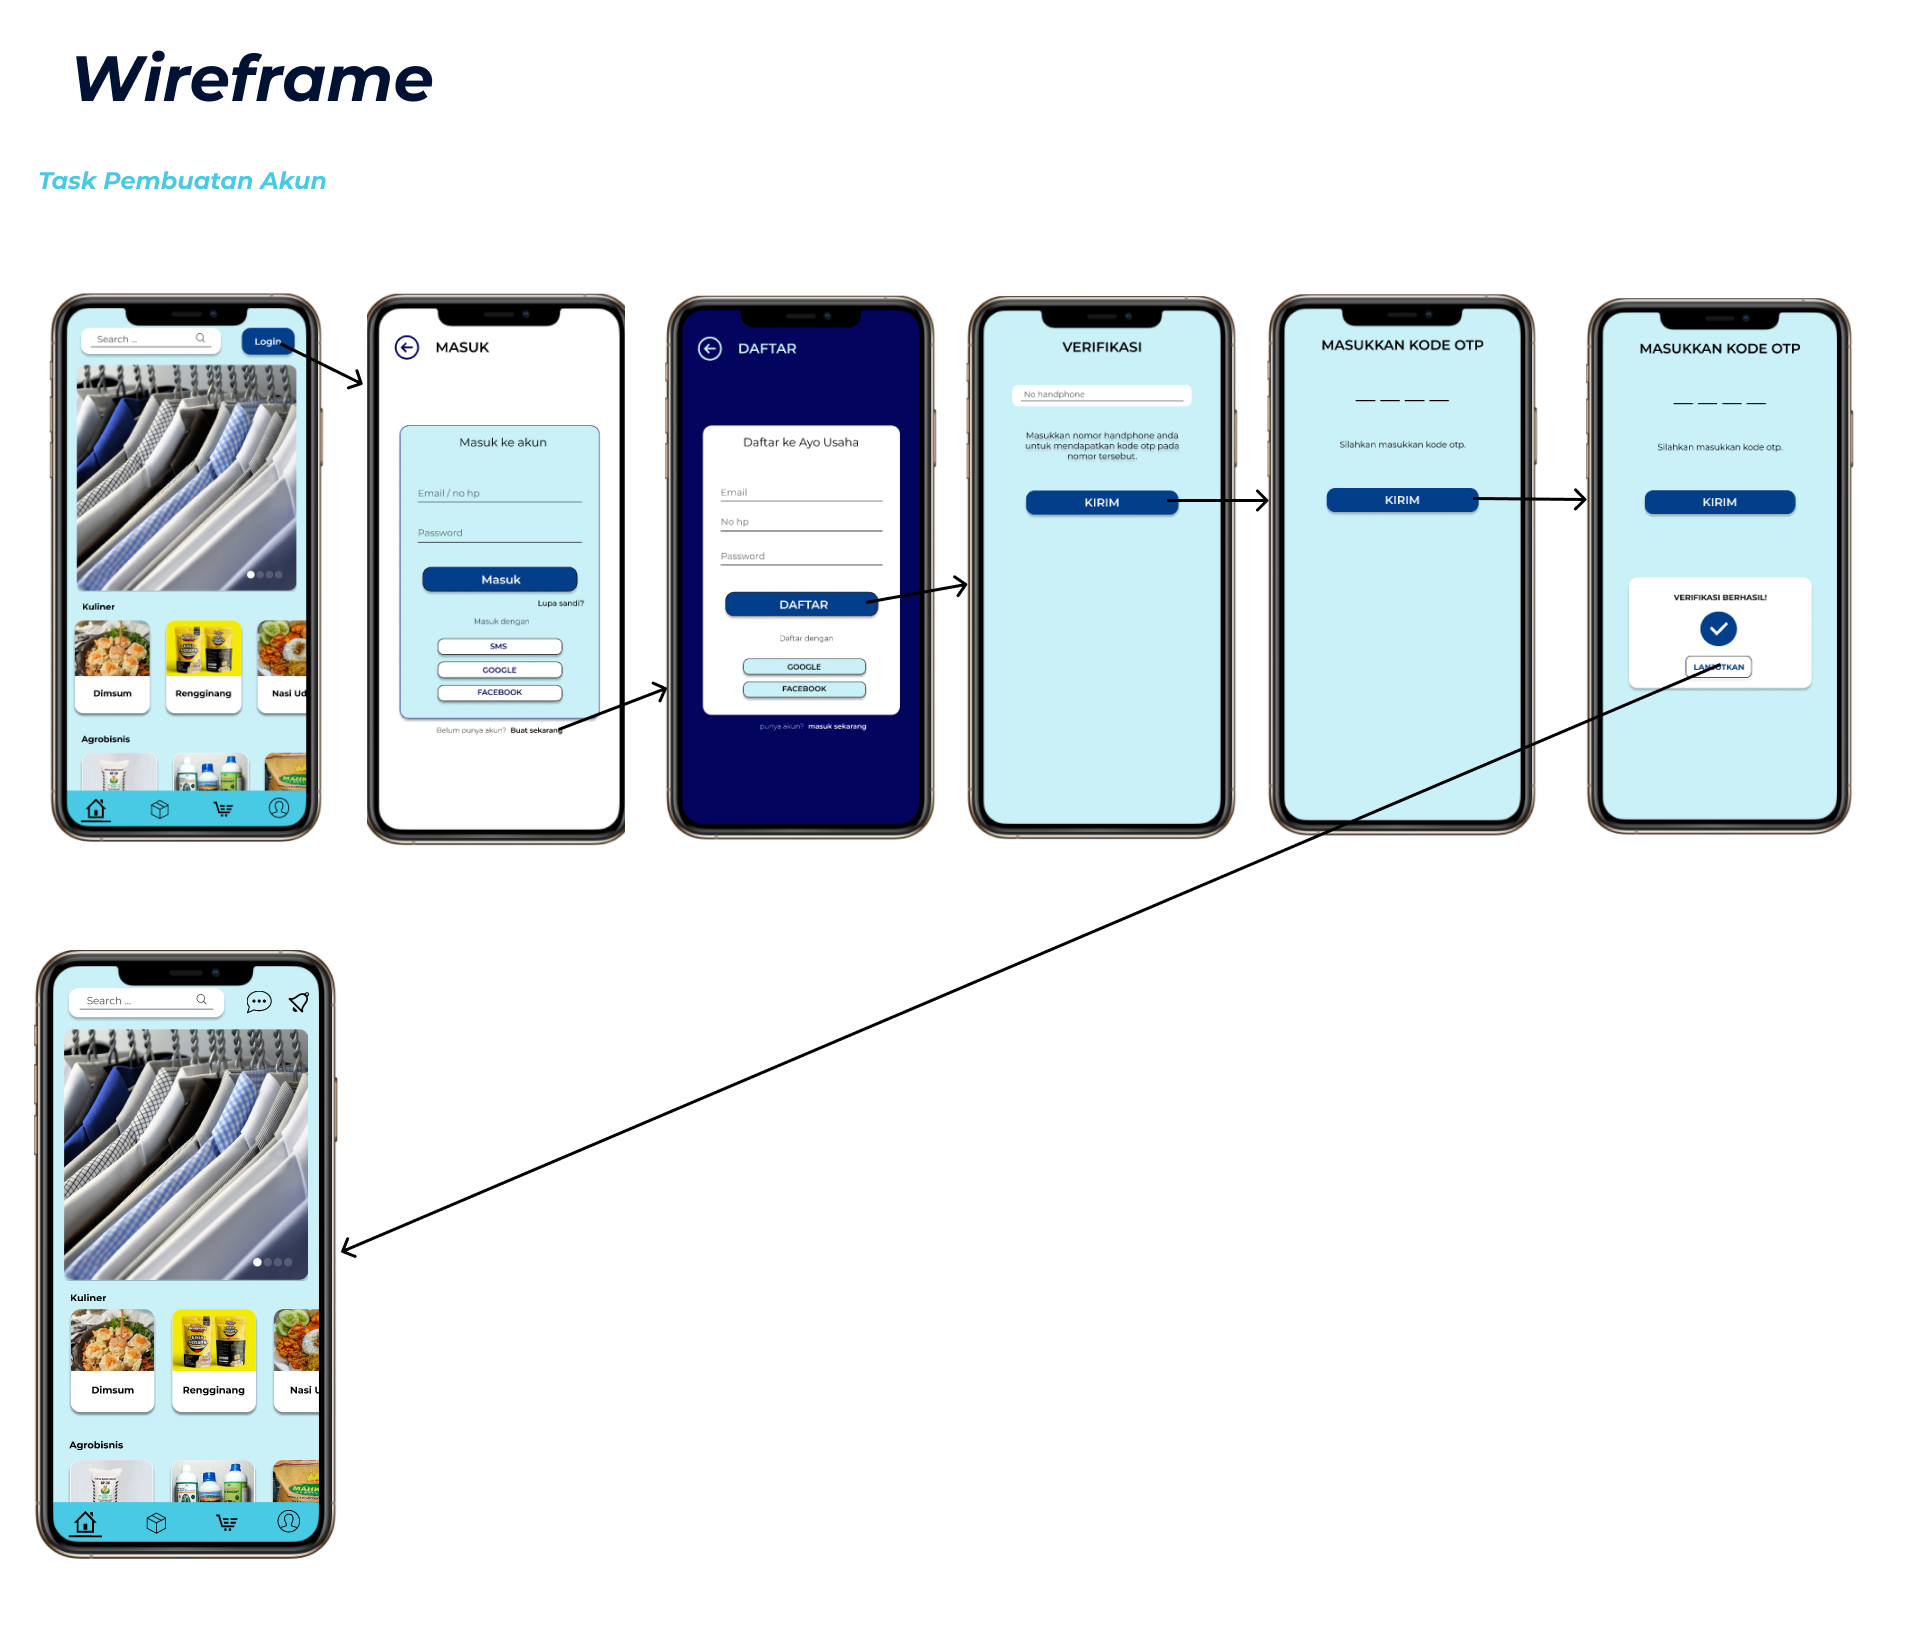 Wireframe
Task Pembuatan Akun
Search ...
Login
Kuliner
Dimsum
Rengginang
Nasi Ud
Agrobisnis
MASUK
Masuk ke akun
Email / no hp
Password
Masuk
Lupa sandi?
Masuk dengan
SMS
GOOGLE
FACEBOOK
Belum punya akun? Buat sekarang
DAFTAR
Daftar ke Ayo Usaha
Email
No hp
Password
DAFTAR
Daftar dengan
GOOGLE
FACEBOOK
punya akun? masuk sekarang
VERIFIKASI
No handphone
Masukkan nomor handphone anda
untuk mendapatkan kode otp pada
nomor tersebut.
KIRIM
MASUKKAN KODE OTP
Silahkan masukkan kode otp.
KIRIM
MASUKKAN KODE OTP
Silahkan masukkan kode otp.
KIRIM
VERIFIKASI BERHASIL!
LANJUTKAN
Search ...
Kuliner
Dimsum
Rengginang
Nasi U
Agrobisnis